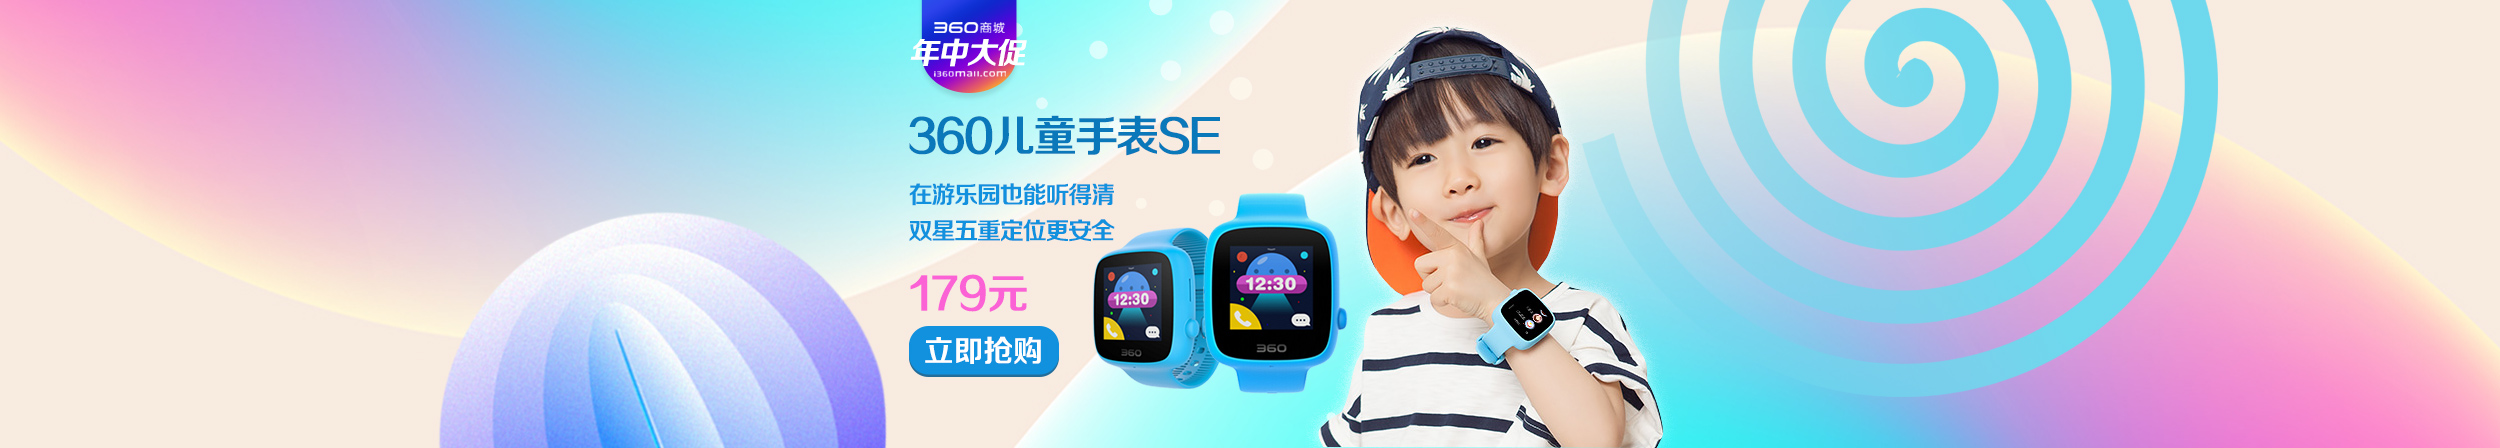 360商城
年中大促
i360mall.com
360儿童手表SE
在游乐园也能听得清
双星五重定位更安全
179元
立即抢购
12:30
360
12:30
360